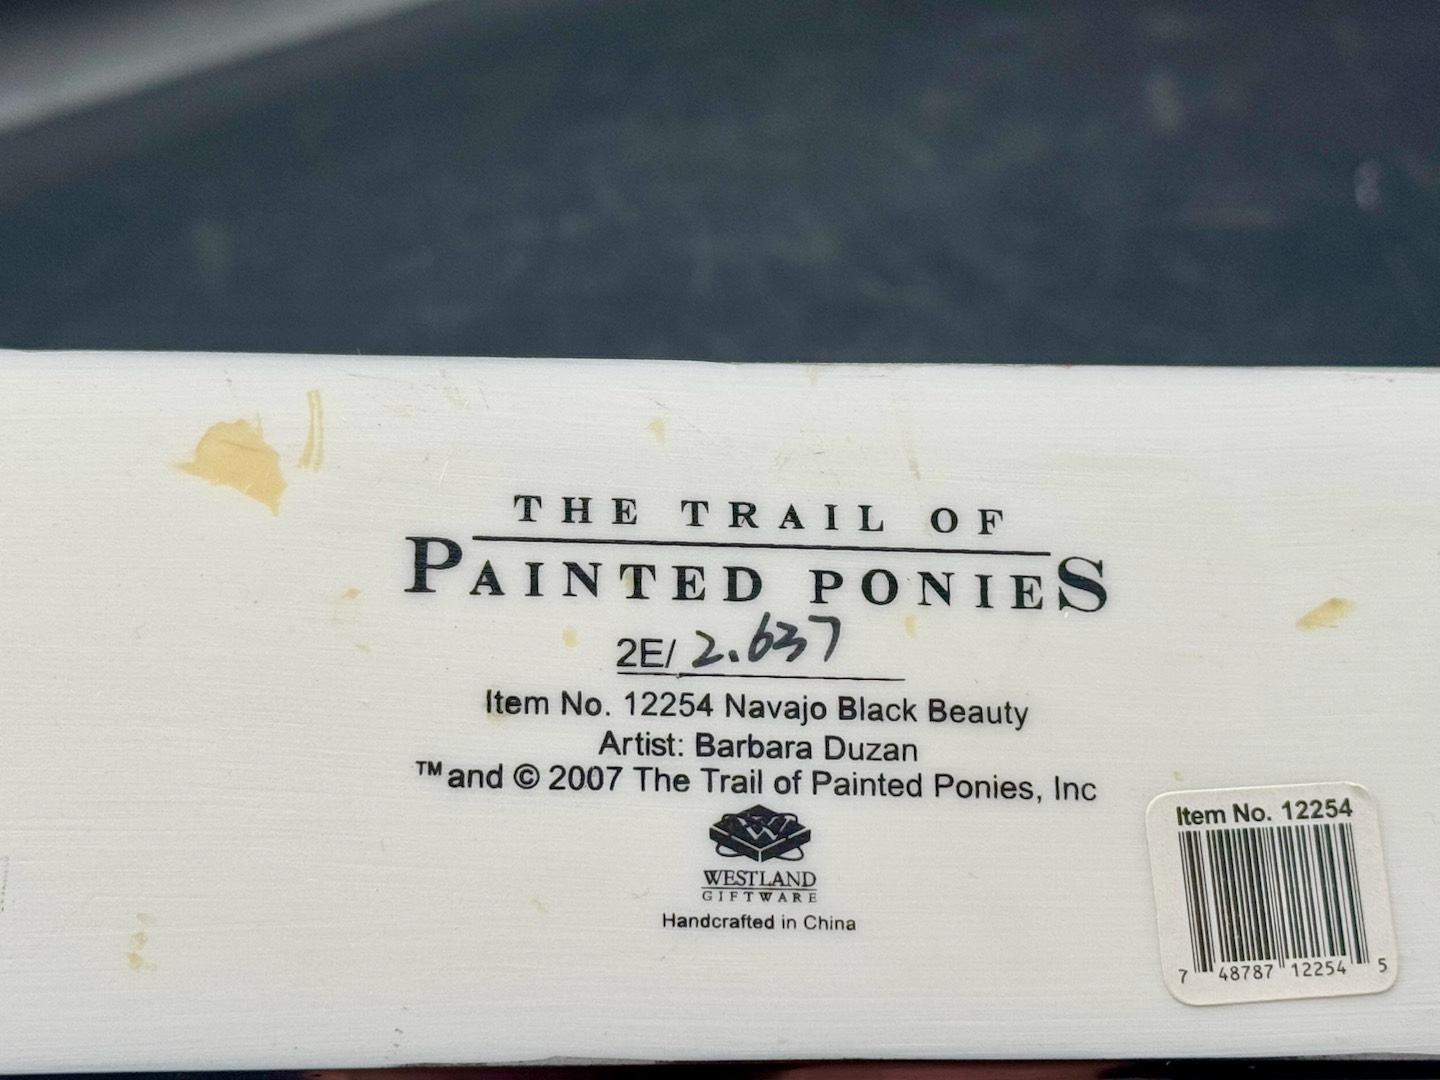 THE TRAIL OF
PAINTED PONIES
2E/ 2.637
Item No. 12254 Navajo Black Beauty
Artist: Barbara Duzan
™ and © 2007 The Trail of Painted Ponies, Inc
W
WESTLAND
GIFTWARE
Handcrafted in China
Item No. 12254
7 48787 12254 5